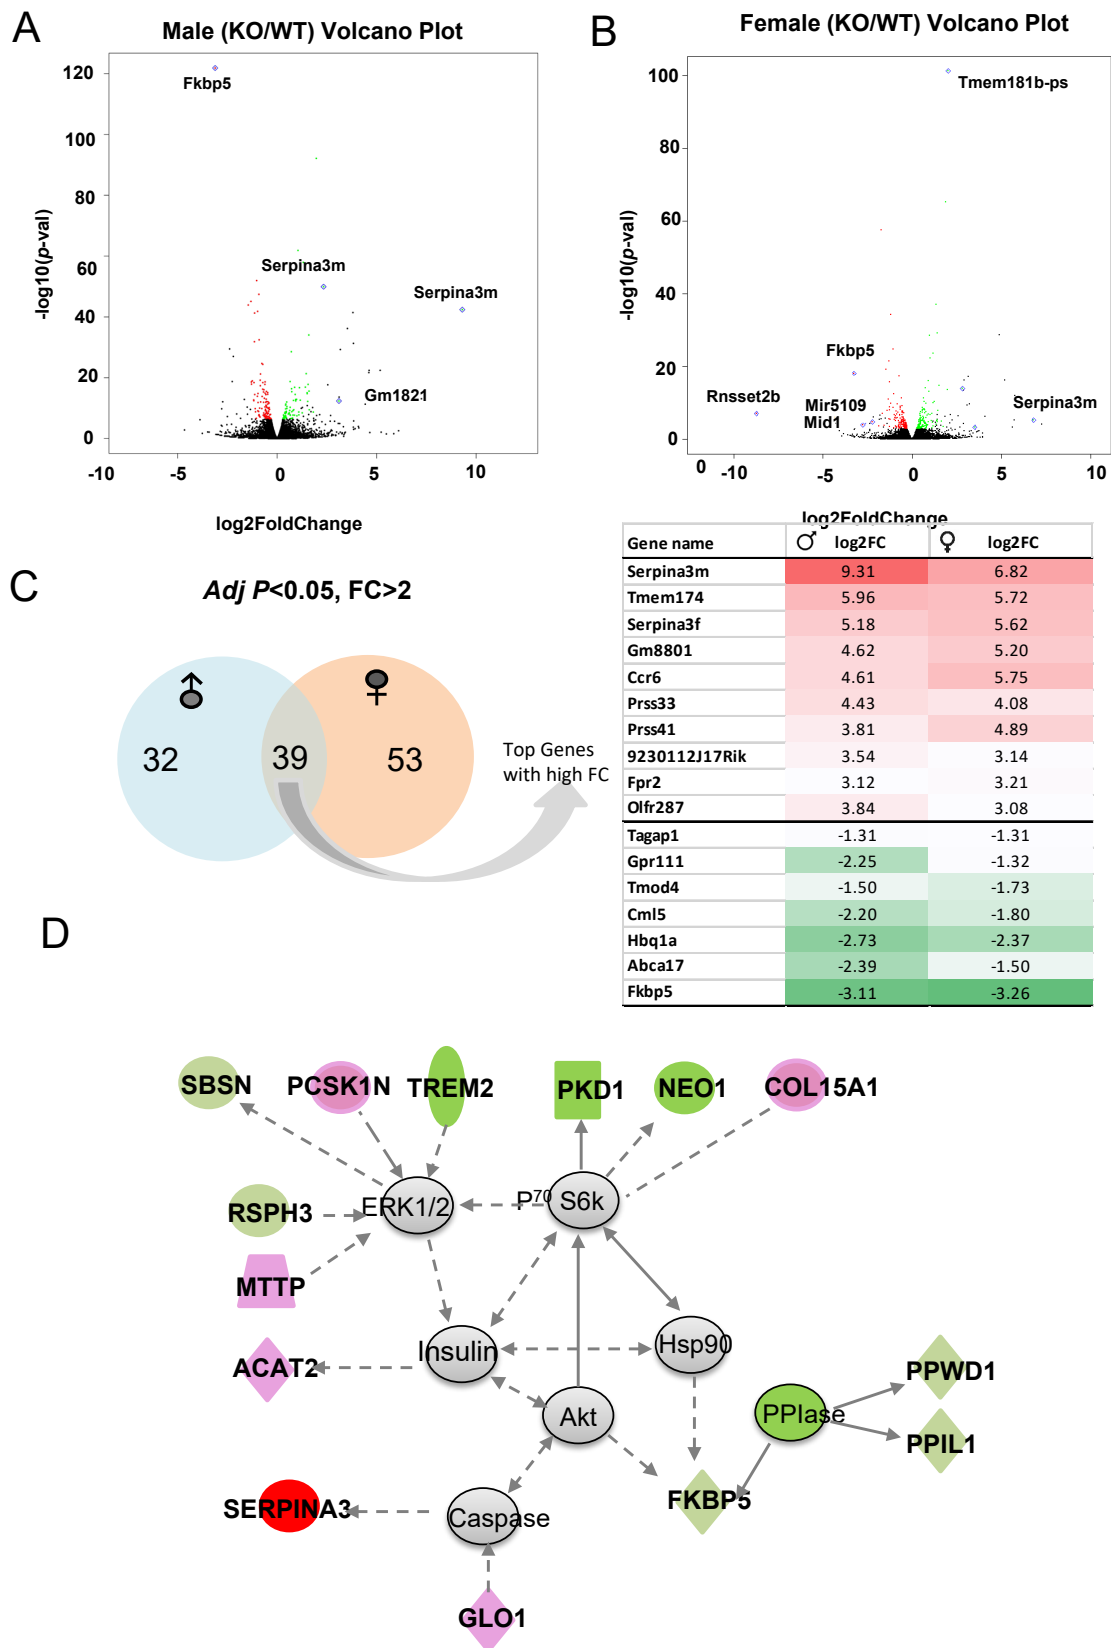 A
Male (KO/WT) Volcano Plot
120
100
80
60
40
20
0
-log10(p-val)
Fkbp5
Serpina3m
Serpina3m
Gm1821
-10
-5
0
5
10
log2FoldChange
B
Female (KO/WT) Volcano Plot
100
80
60
40
20
0
-log10(p-val)
Tmem181b-ps
Fkbp5
Rnsset2b
Mir5109
Mid1
Serpina3m
0
-10
-5
0
5
10
log2FoldChange
C
Adj P<0.05, FC>2
♂
♀
32
39
53
Top Genes
with high FC
Gene name ♂ log2FC ♀ log2FC
Serpina3m 9.31 6.82
Tmem174 5.96 5.72
Serpina3f 5.18 5.62
Gm8801 4.62 5.20
Ccr6 4.61 5.75
Prss33 4.43 4.08
Prss41 3.81 4.89
9230112J17Rik 3.54 3.14
Fpr2 3.12 3.21
Olfr287 3.84 3.08
Tagap1 -1.31 -1.31
Gpr111 -2.25 -1.32
Tmod4 -1.50 -1.73
Cml5 -2.20 -1.80
Hbq1a -2.73 -2.37
Abca17 -2.39 -1.50
Fkbp5 -3.11 -3.26
D
SBSN
PCSK1N
TREM2
PKD1
NEO1
COL15A1
RSPH3
ERK1/2
P70 S6k
MTTP
ACAT2
Insulin
Hsp90
Akt
PPIase
PPWD1
PPIL1
FKBP5
SERPINA3
Caspase
GLO1